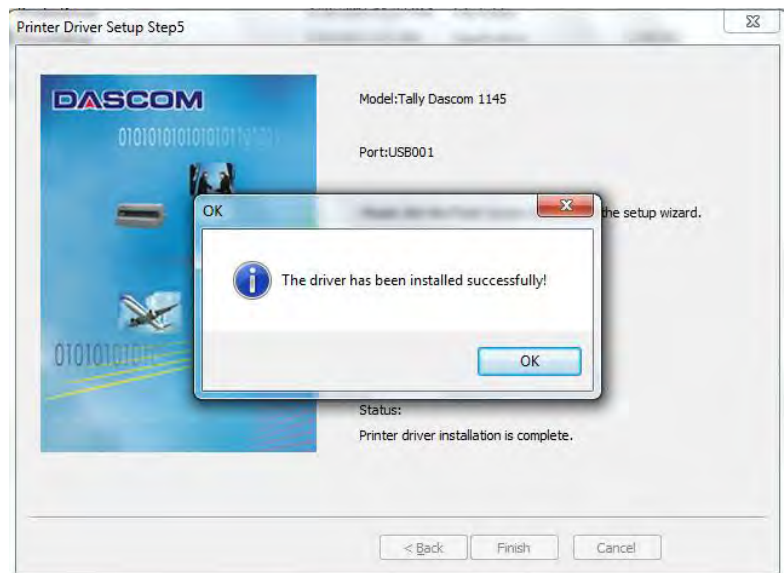 Printer Driver Setup Step5
DASCOM
Model:Tally Dascom 1145
Port:USB001
the setup wizard.
OK
The driver has been installed successfully!
OK
Status:
Printer driver installation is complete.
< Back
Finish
Cancel